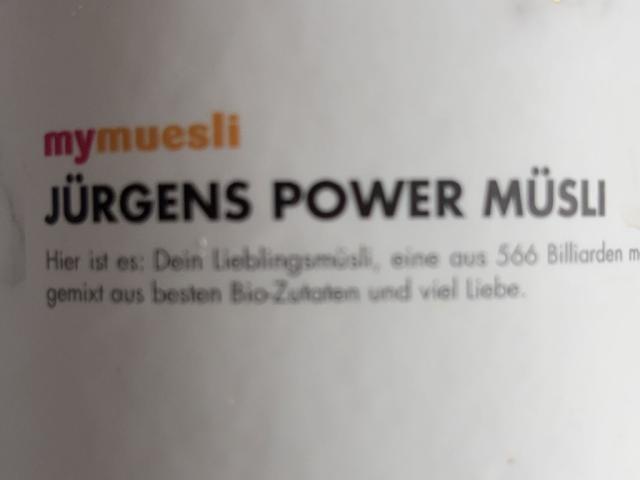 mymuesli
JÜRGENS POWER MÜSLI
Hier ist es: Dein Lieblingsmüsli, eine aus 566 Billiarden m
gemixt aus besten Bio-Zutaten und viel Liebe.